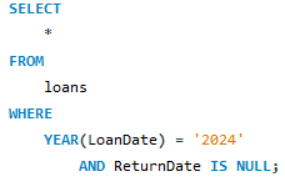 SELECT
*
FROM
loans
WHERE
YEAR(LoanDate) = '2024'
AND ReturnDate IS NULL;